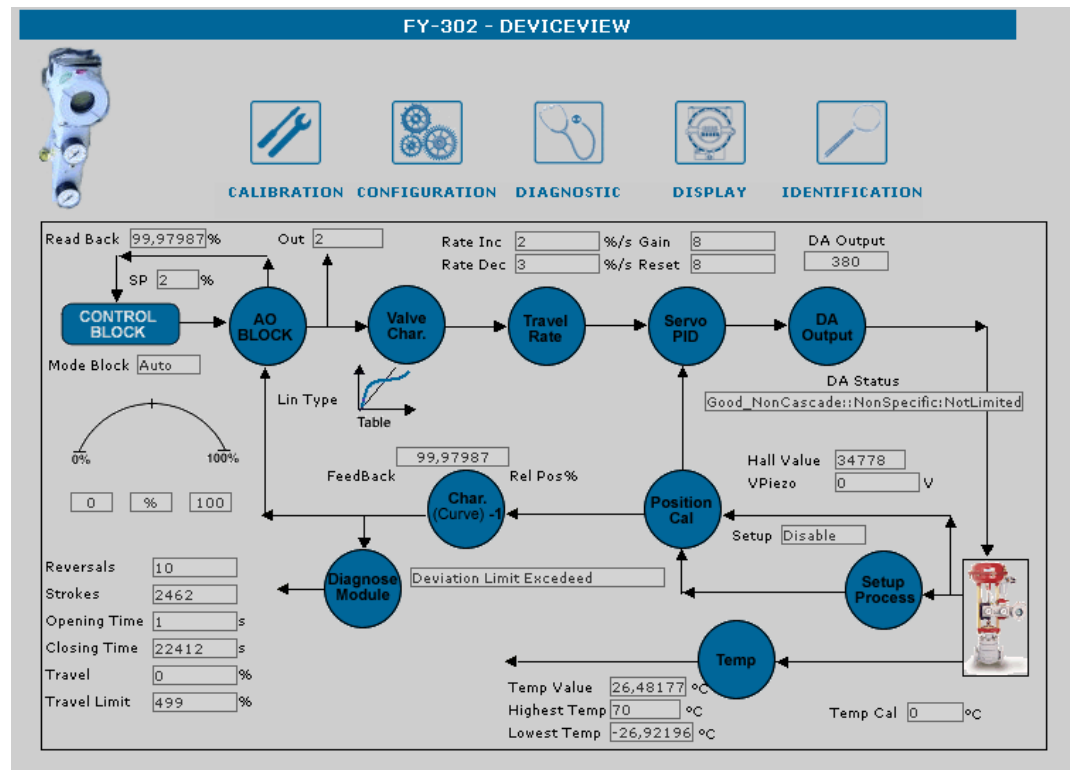 FY-302 - DEVICEVIEW
CALIBRATION CONFIGURATION DIAGNOSTIC DISPLAY IDENTIFICATION
Read Back 99,97987 % Out 2 Rate Inc 2 %/s Gain 8 DA Output
Rate Dec 3 %/s Reset 8 380
SP 2 %
CONTROL
BLOCK
AO
BLOCK
Valve
Char.
Travel
Rate
Servo
PID
DA
Output
Mode Block Auto
DA Status
Good_NonCascade::NonSpecific:NotLimited
Lin Type
Table
0% 100%
0 % 100
99,97987
FeedBack Rel Pos%
Char.
(Curve) -1
Position
Cal
Hall Value 34778
VPiezo 0 V
Setup Disable
Reversals 10
Strokes 2462
Opening Time 1 s
Closing Time 22412 s
Travel 0 %
Travel Limit 499 %
Diagnose
Module
Deviation Limit Excedeed
Setup
Process
Temp
Temp Value 26,48177 ºC
Highest Temp 70 ºC
Lowest Temp -26,92196 ºC
Temp Cal 0 ºC